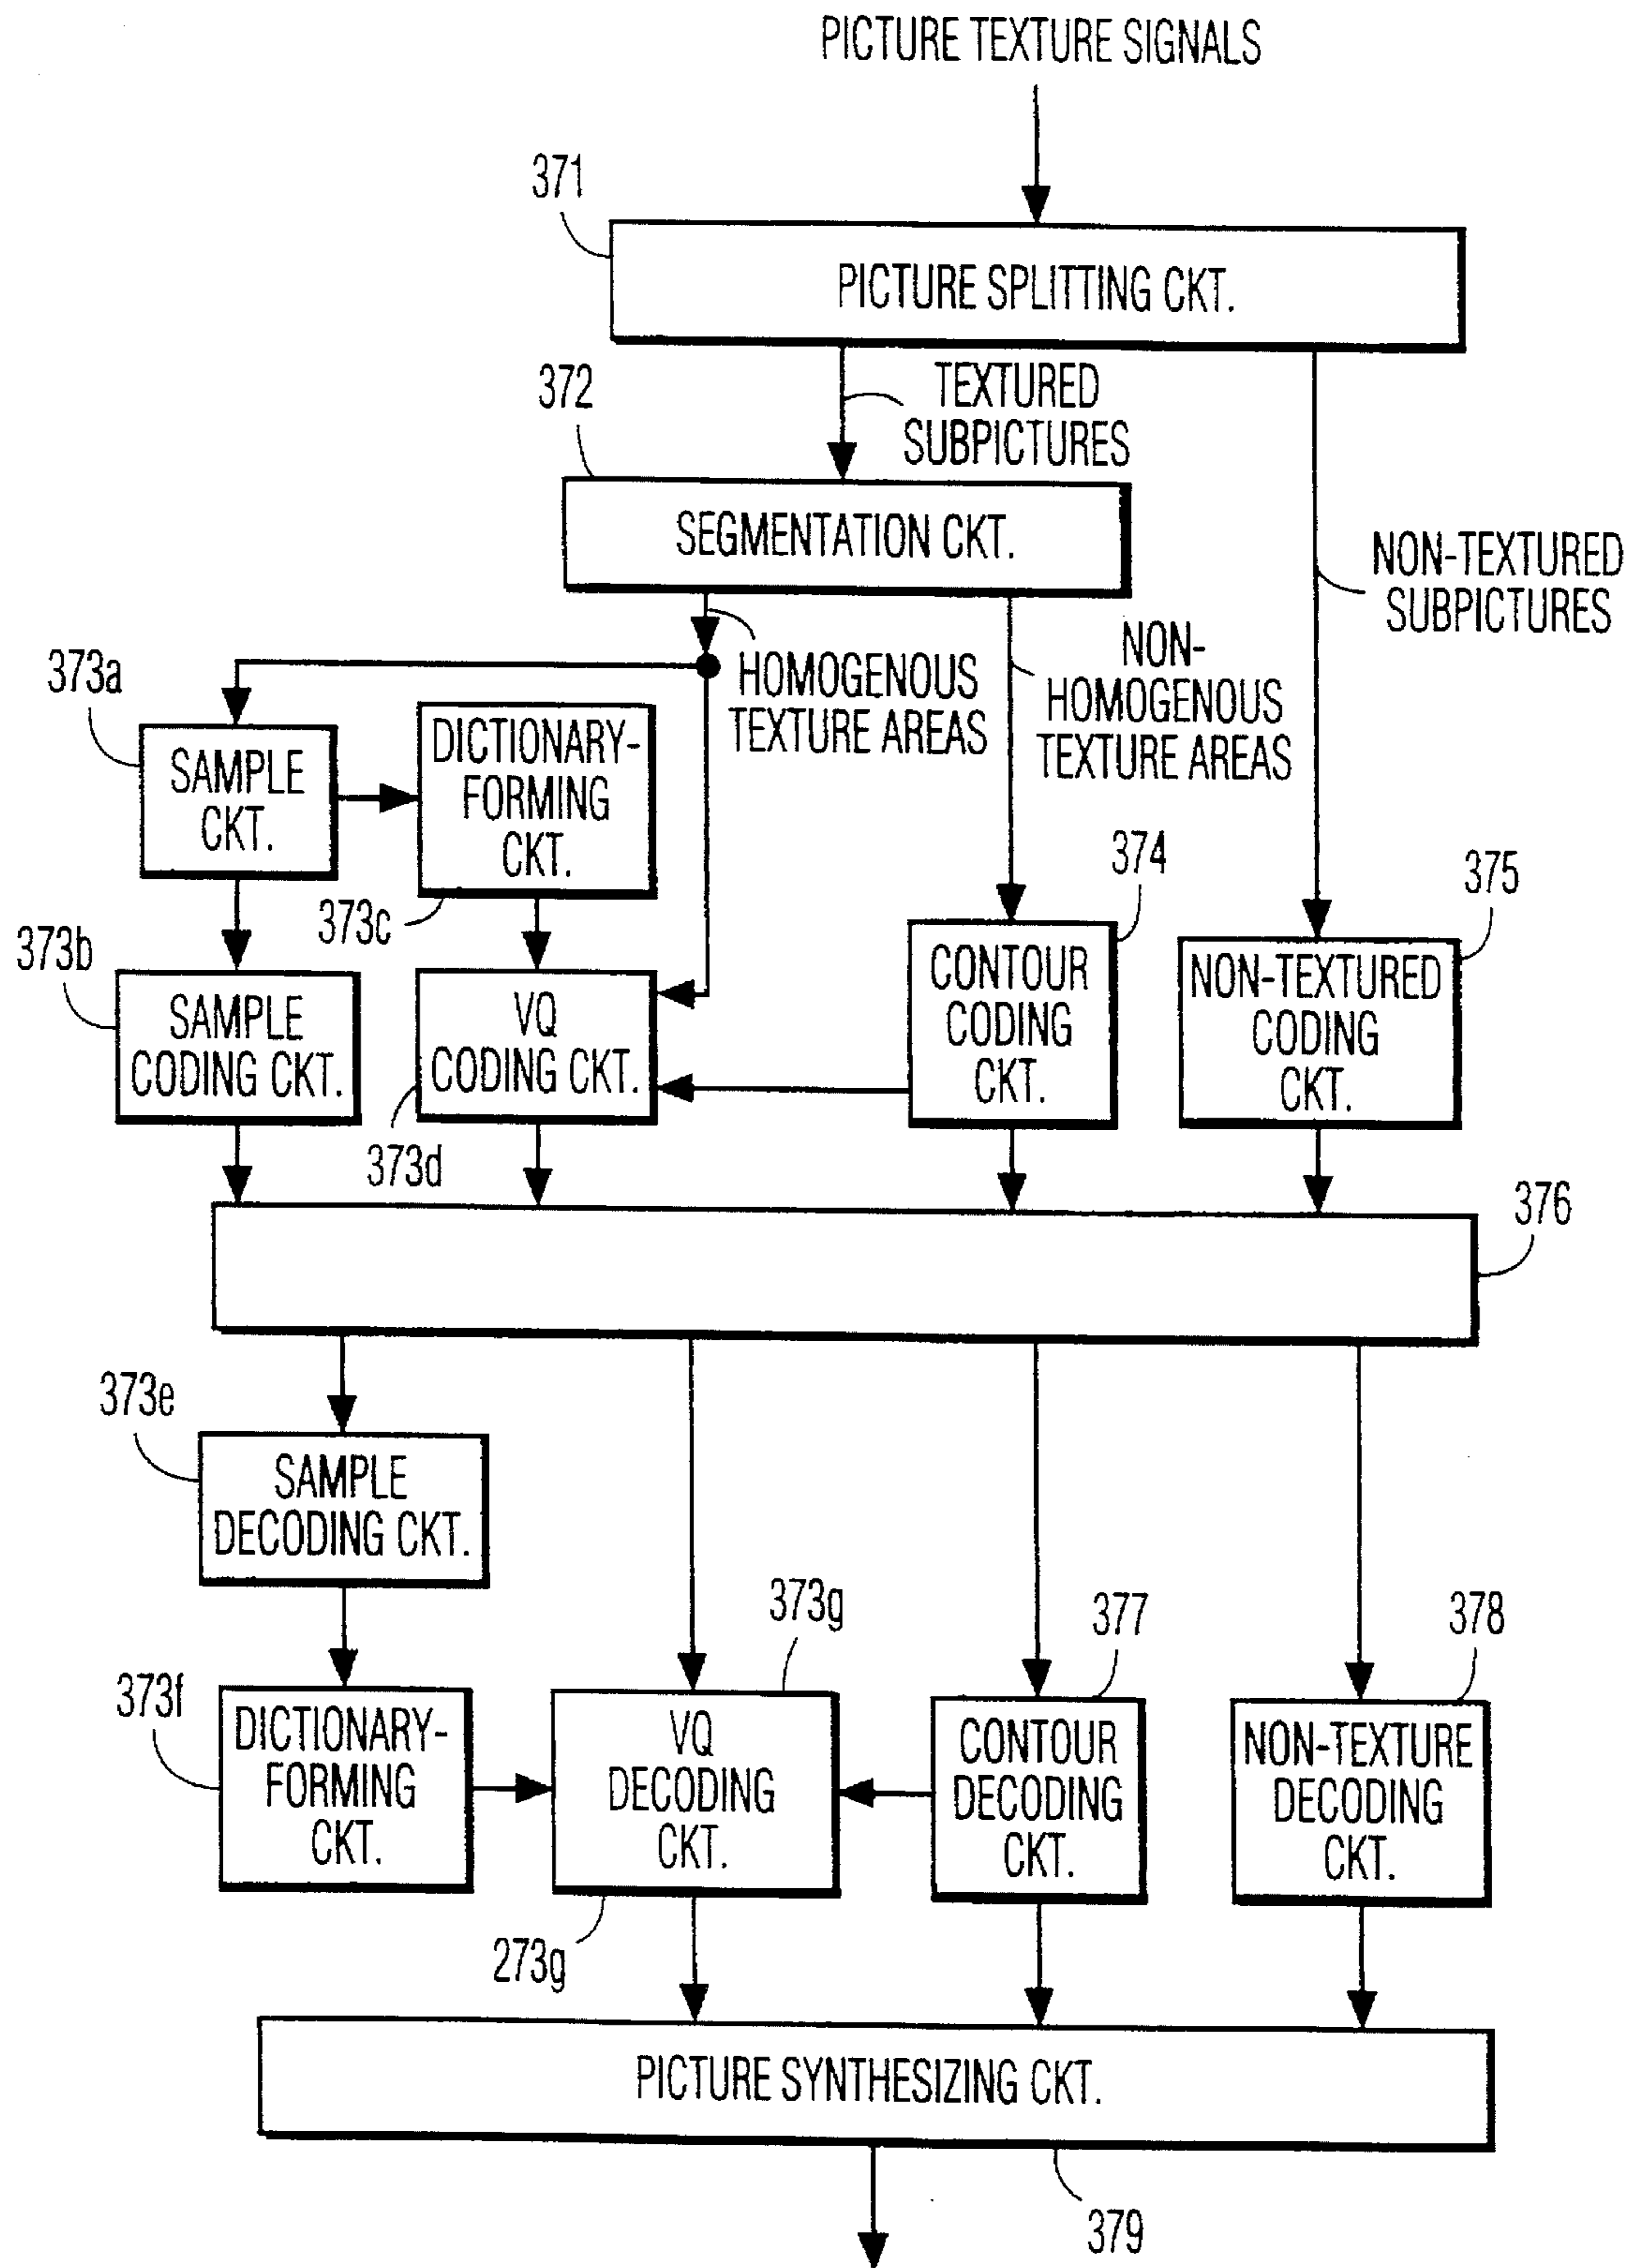 PICTURE TEXTURE SIGNALS
371
PICTURE SPLITTING CKT.
372
TEXTURED
SUBPICTURES
SEGMENTATION CKT.
NON-TEXTURED
SUBPICTURES
HOMOGENOUS
TEXTURE AREAS
NON-
HOMOGENOUS
TEXTURE AREAS
373a
SAMPLE
CKT.
DICTIONARY-
FORMING
CKT.
373c
374
375
373b
SAMPLE
CODING CKT.
VQ
CODING CKT.
373d
CONTOUR
CODING
CKT.
NON-TEXTURED
CODING
CKT.
376
373e
SAMPLE
DECODING CKT.
373f
DICTIONARY-
FORMING
CKT.
373g
VQ
DECODING
CKT.
273g
377
CONTOUR
DECODING
CKT.
378
NON-TEXTURE
DECODING
CKT.
PICTURE SYNTHESIZING CKT.
379